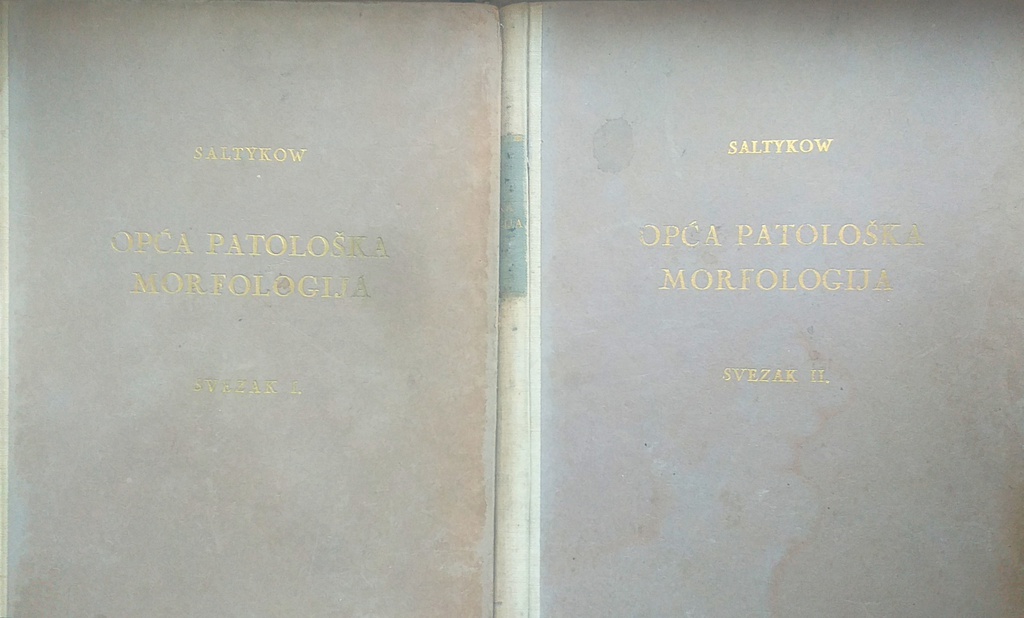 SALTYKOW
OPĆA PATOLOŠKA
MORFOLOGIJA
SVEZAK I.
SALTYKOW
OPĆA PATOLOŠKA
MORFOLOGIJA
SVEZAK II.